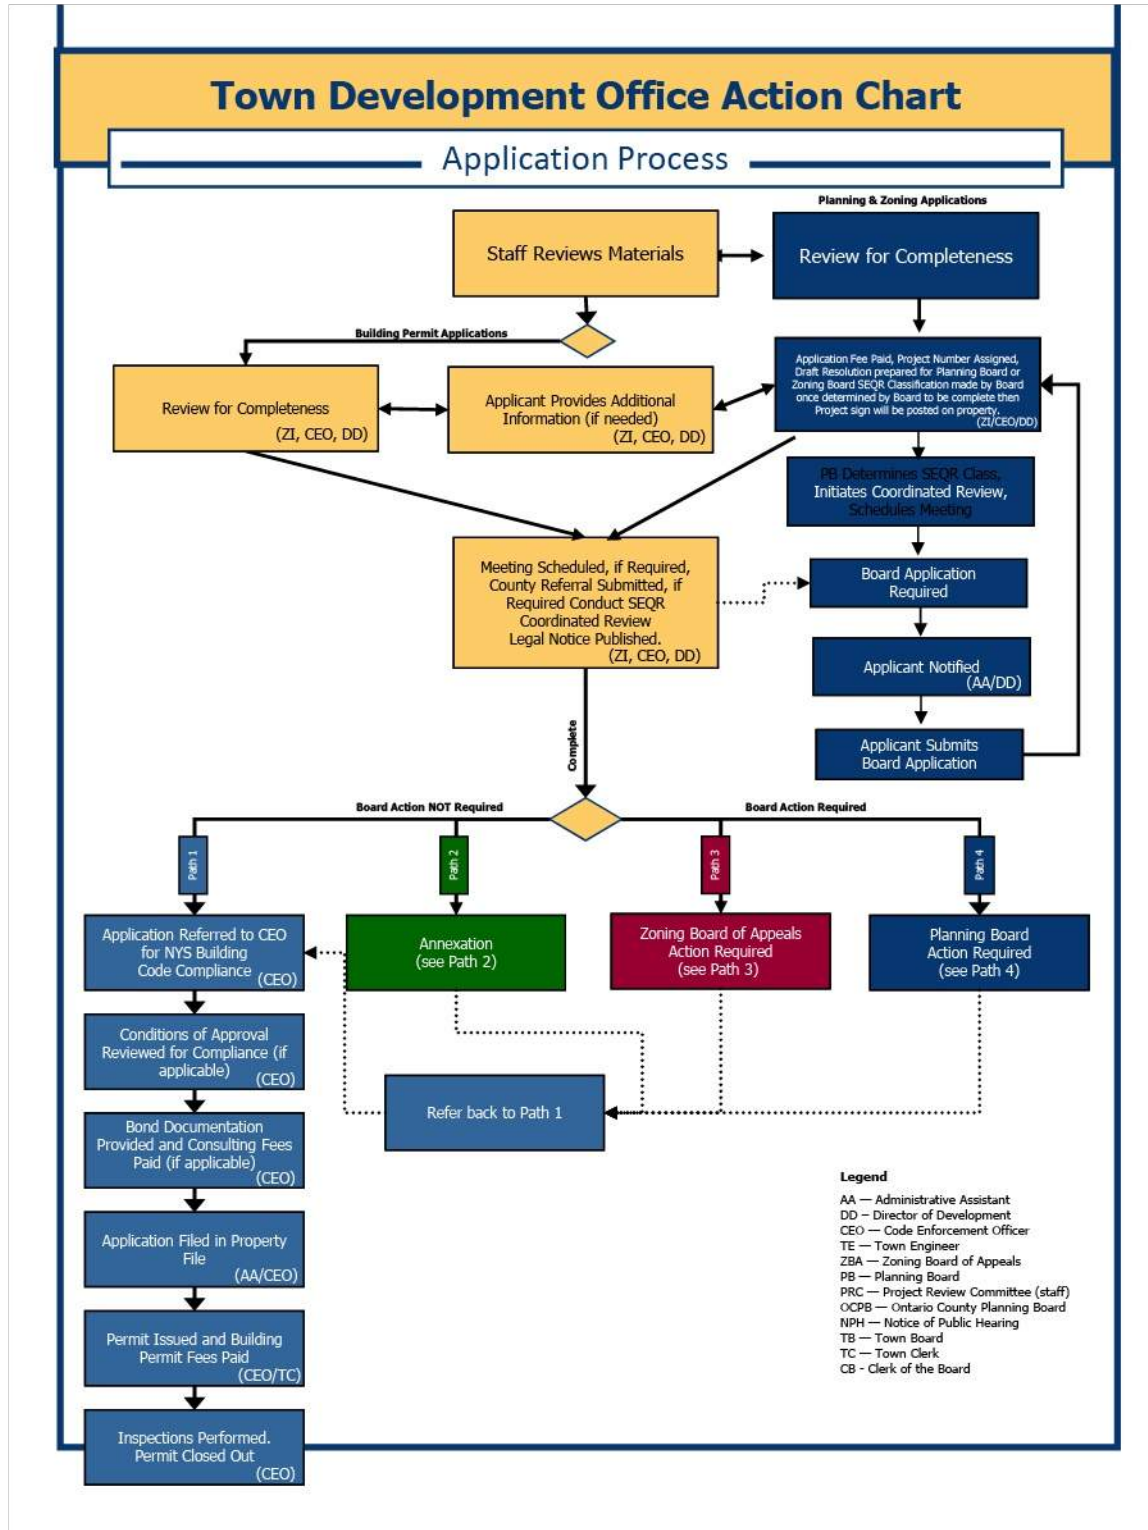 Town Development Office Action Chart
Application Process
Planning & Zoning Applications
Staff Reviews Materials
Review for Completeness
Building Permit Applications
Review for Completeness
(ZI, CEO, DD)
Applicant Provides Additional
Information (if needed)
(ZI, CEO, DD)
Application Fee Paid, Project Number Assigned,
Draft Resolution prepared for Planning Board or
Zoning Board SEQR Classification made by Board
once determined by Board to be complete then
Project sign will be posted on property.
(ZI/CEO/DD)
PB Determines SEQR Class,
Initiates Coordinated Review,
Schedules Meeting
Meeting Scheduled, if Required,
County Referral Submitted, if
Required Conduct SEQR
Coordinated Review
Legal Notice Published.
(ZI, CEO, DD)
Board Application
Required
Applicant Notified
(AA/DD)
Applicant Submits
Board Application
Complete
Board Action NOT Required
Board Action Required
Path 1
Path 2
Path 3
Path 4
Application Referred to CEO
for NYS Building
Code Compliance
(CEO)
Annexation
(see Path 2)
Zoning Board of Appeals
Action Required
(see Path 3)
Planning Board
Action Required
(see Path 4)
Conditions of Approval
Reviewed for Compliance (if
applicable)
(CEO)
Refer back to Path 1
Bond Documentation
Provided and Consulting Fees
Paid (if applicable)
(CEO)
Application Filed in Property
File
(AA/CEO)
Permit Issued and Building
Permit Fees Paid
(CEO/TC)
Inspections Performed.
Permit Closed Out
(CEO)
Legend
AA — Administrative Assistant
DD – Director of Development
CEO — Code Enforcement Officer
TE — Town Engineer
ZBA — Zoning Board of Appeals
PB — Planning Board
PRC — Project Review Committee (staff)
OCPB — Ontario County Planning Board
NPH — Notice of Public Hearing
TB — Town Board
TC — Town Clerk
CB - Clerk of the Board